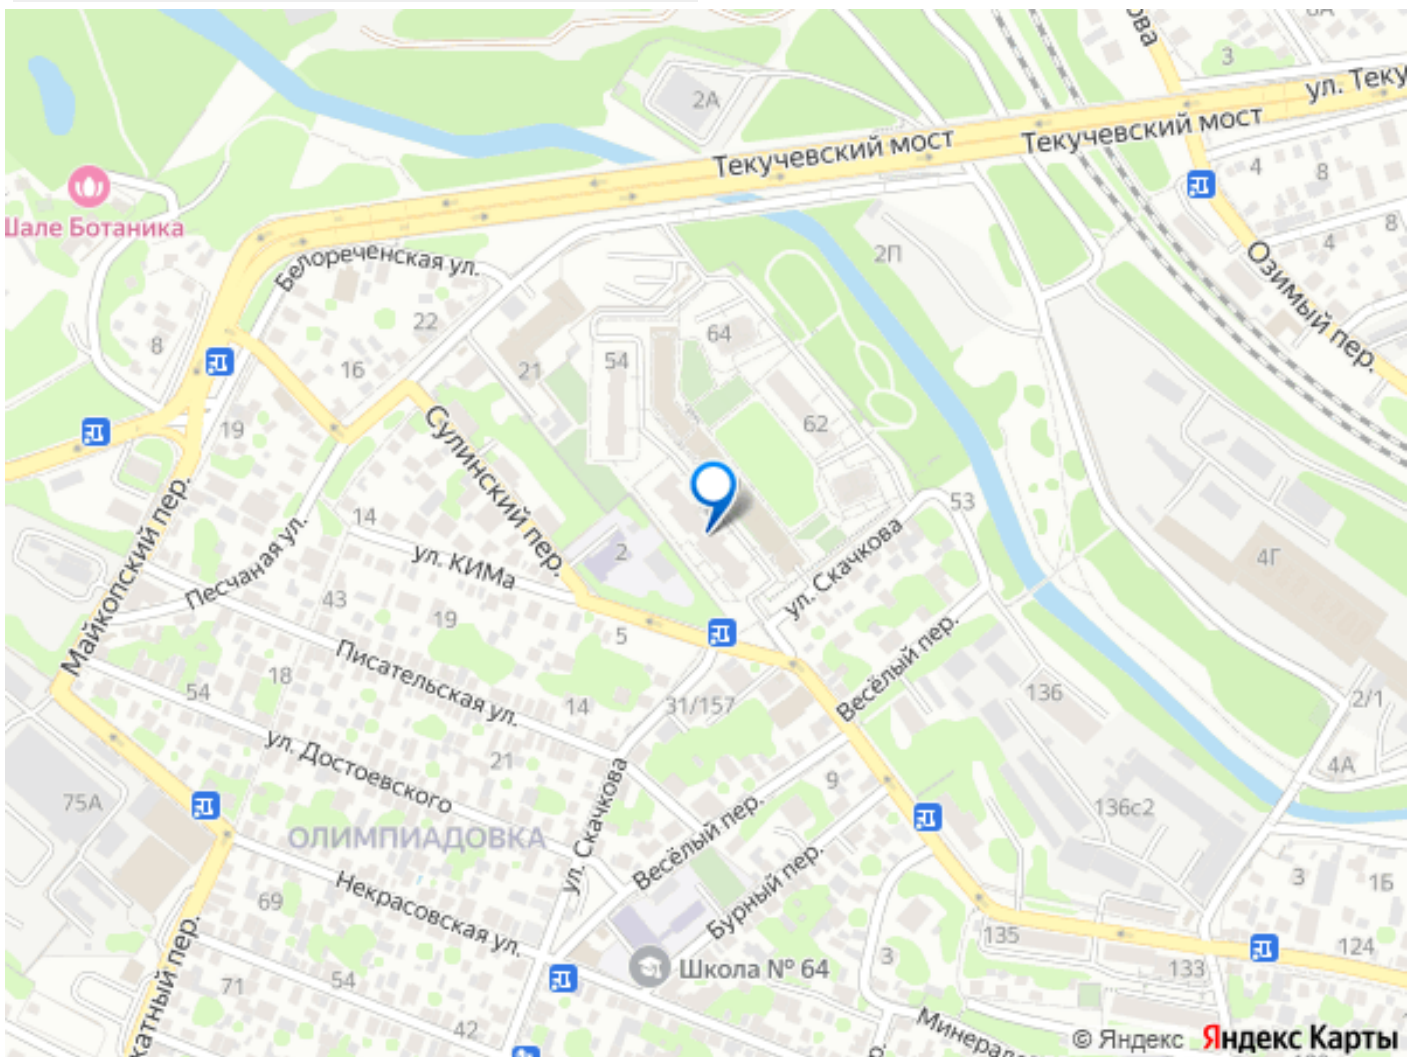 2А
3
ул. Теку
Текучевский мост
Текучевский мост
4
8
8
4
2П
Шале Ботаника
Белореченская ул.
Озимый пер.
22
64
8
16
54
21
62
19
Сулинский пер.
53
14
ул. КИМа
2
ул. Скачкова
4Г
Майкопский пер.
Песчаная ул.
43
19
5
Весёлый пер.
Писательская ул.
18
54
14
31/157
136
2/1
ул. Достоевского
21
4А
75А
9
136с2
ОЛИМПИАДОВКА
ул. Скачкова
Весёлый пер.
Бурный пер.
Некрасовская ул.
69
3
1Б
135
124
133
Школа № 64
3
71
54
42
Минерало
© Яндекс Яндекс Карты